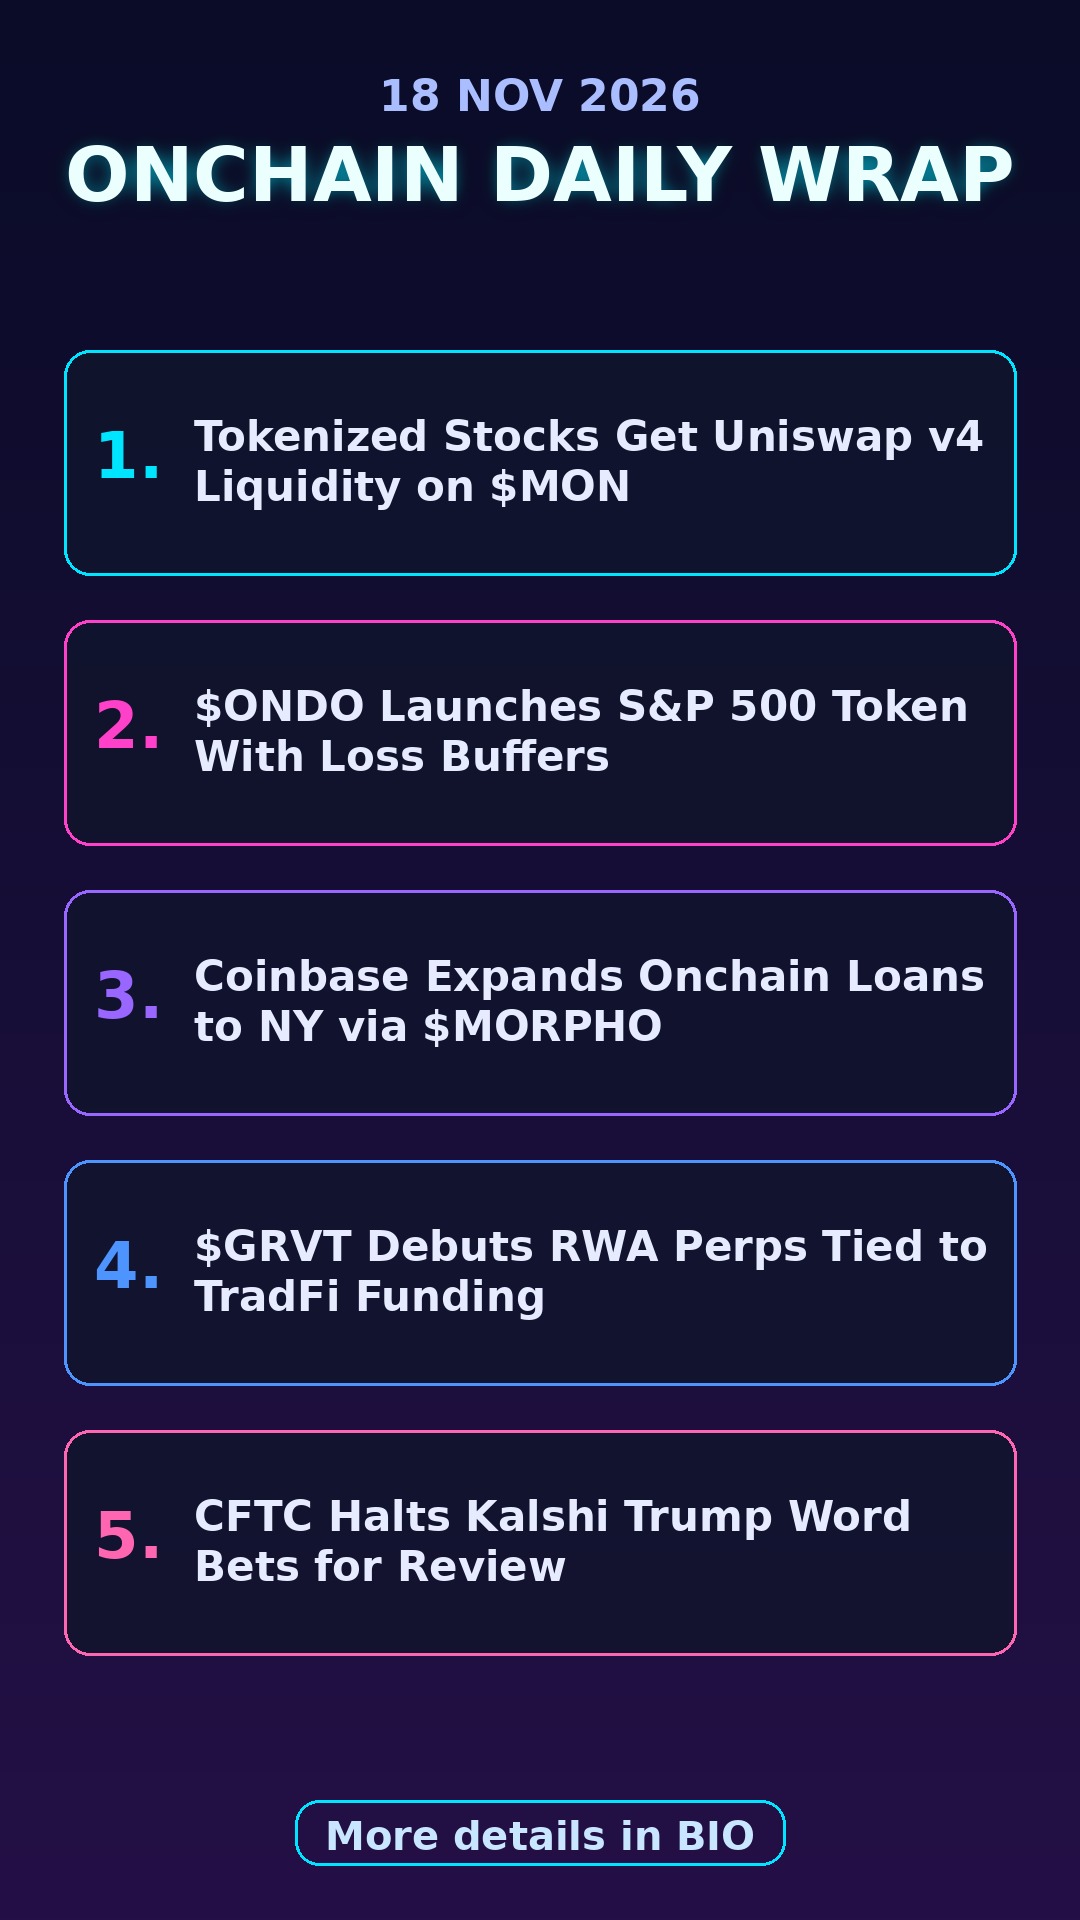 18 NOV 2026
ONCHAIN DAILY WRAP
1.
Tokenized Stocks Get Uniswap v4
Liquidity on $MON
2.
$ONDO Launches S&P 500 Token
With Loss Buffers
3.
Coinbase Expands Onchain Loans
to NY via $MORPHO
4.
$GRVT Debuts RWA Perps Tied to
TradFi Funding
5.
CFTC Halts Kalshi Trump Word
Bets for Review
More details in BIO